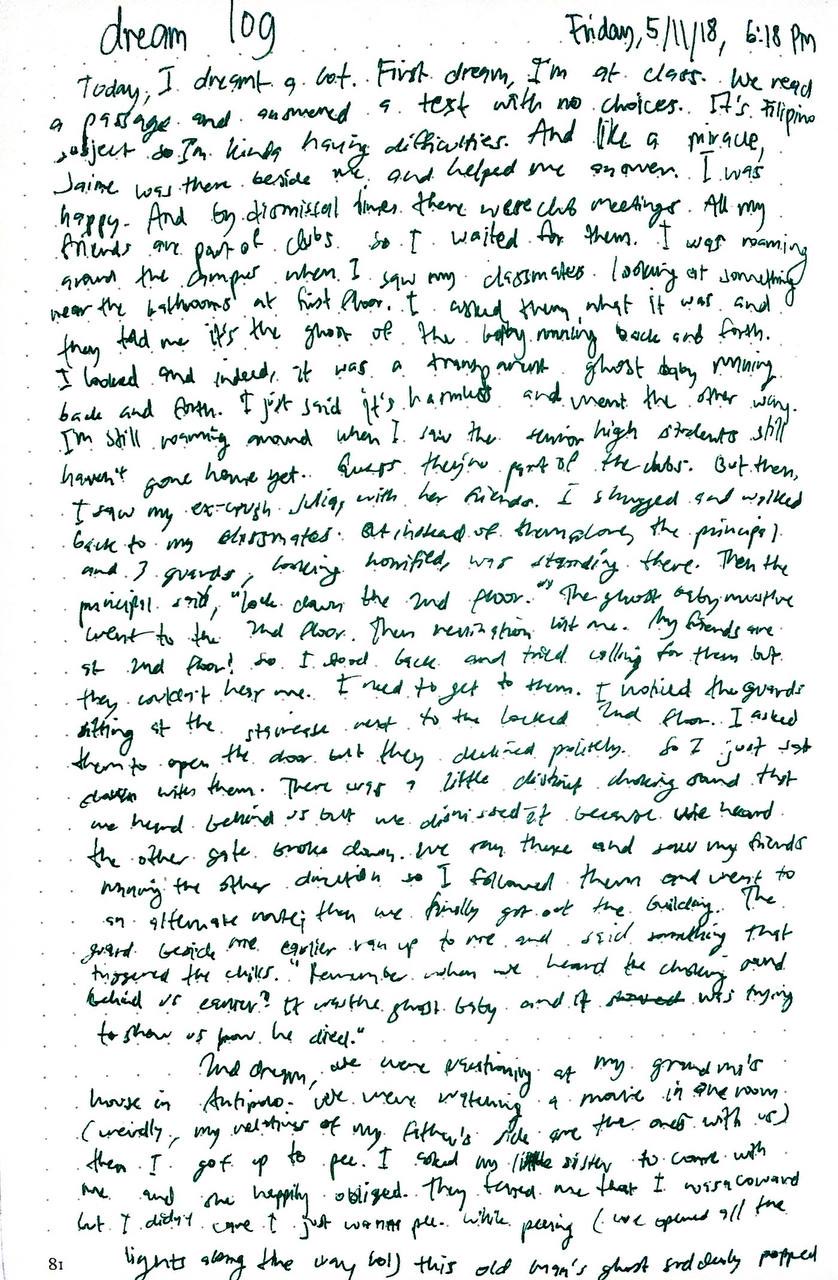 dream log
Friday, 5/11/18, 6:18 PM
Today, I dreamt a lot. First dream, I'm at class. We read
a passage and answered a test with no choices. It's Filipino
subject so I'm kinda having difficulties. And like a miracle,
Jaime was there beside me and helped me answer. I was
happy. And by dismissal times there were club meetings. All my
friends are part of clubs so I waited for them. I was roaming
around the campus when I saw my classmates looking at something
near the bathrooms at first floor. I asked them what it was and
they told me it's the ghost of the baby running back and forth.
I looked and indeed, it was a transparent ghost baby running
back and forth. I just said it's harmless and went the other way.
I'm still roaming around when I saw the senior high students still
haven't gone home yet. Guess they're part of the clubs. But then,
I saw my ex-crush Julia, with her friends. I shrugged and walked
back to my classmates. But instead of them, the principal
and 3 guards, looking horrified, was standing there. Then the
principal said, "lock down the 2nd floor." The ghost baby must've
went to the 2nd floor. Then realization hit me. My friends are
at 2nd floor! So I stood back and tried calling for them but
they couldn't hear me. I need to get to them. I noticed the guards
sitting at the staircase next to the locked 2nd floor. I asked
them to open the door but they declined politely. So I just sat
down with them. There was a little distinct choking sound that
we heard behind us but we dismissed it because we heard
the other gate broke down. We ran there and saw my friends
running the other direction so I followed them and went to
an alternate route, then we finally got out the building. The
guard beside me earlier ran up to me and said something that
triggered the chills. "Remember when we heard the choking sound
behind us earlier? It was the ghost baby and it was trying
to show us how he died."
2nd dream, we were vacationing at my grandma's
house in Antipolo. We were watching a movie in one room
(weirdly, my relatives of my father's side are the ones with us)
then I got up to pee. I asked my little sister to come with
me and she happily obliged. They teased me that I was a coward
but I didn't care I just wanna pee. While peeing (we opened all the
81
lights along the way lol) this old man's ghost suddenly popped